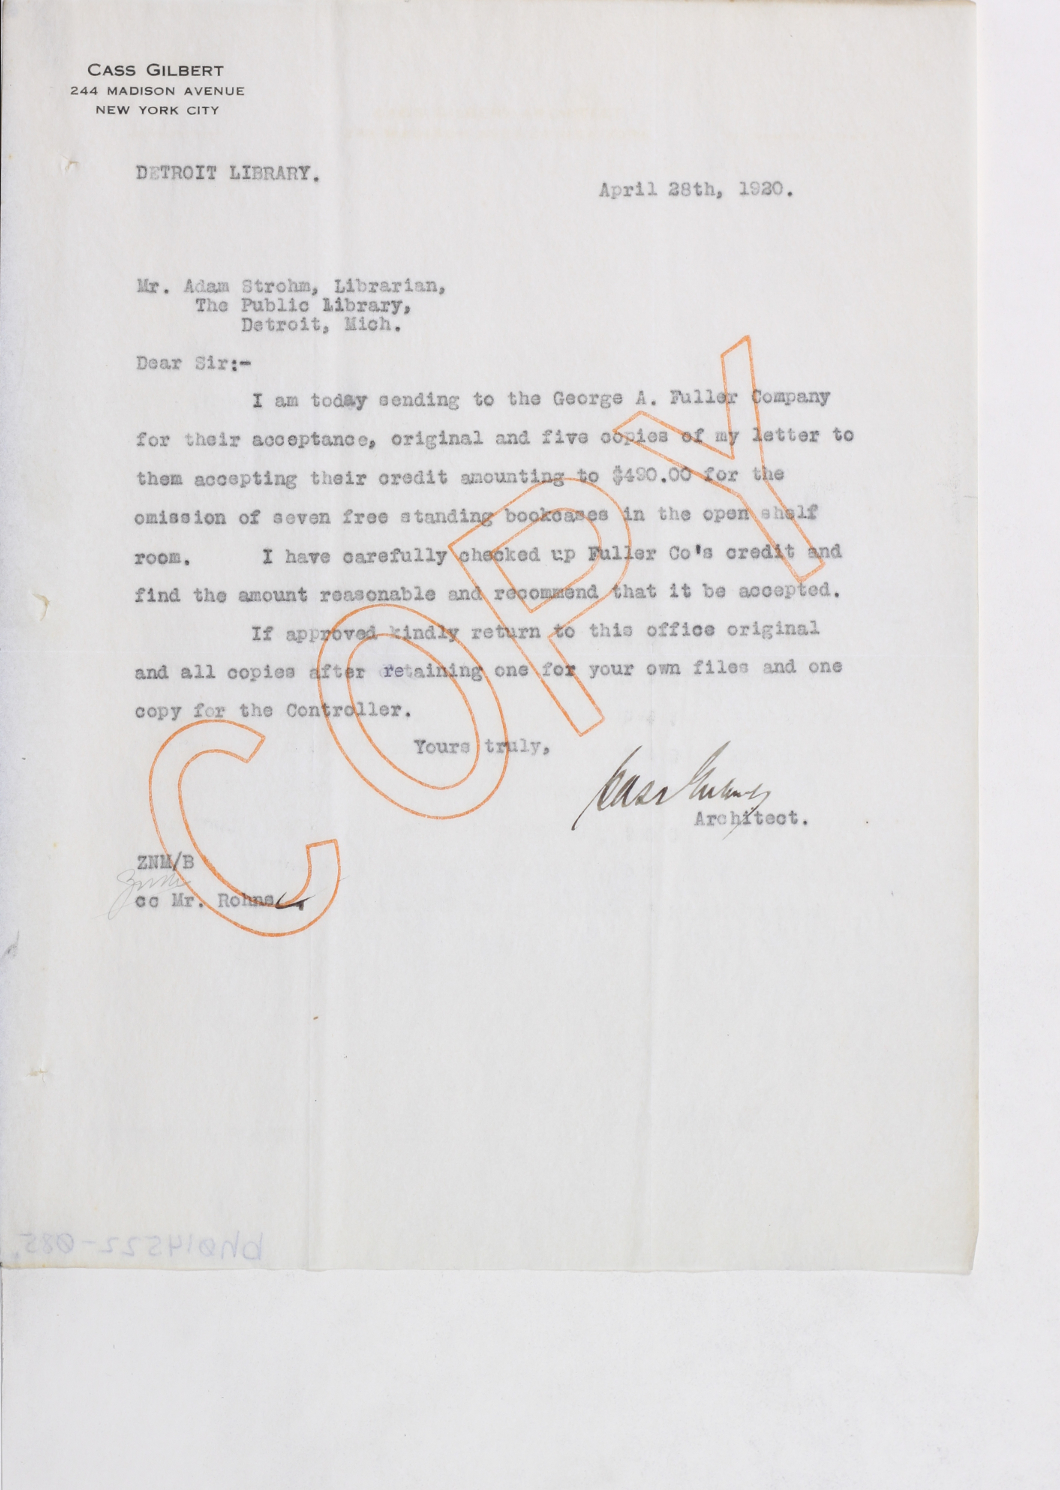 CASS GILBERT
244 MADISON AVENUE
NEW YORK CITY
DETROIT LIBRARY.
April 28th, 1920.
Mr. Adam Strohm, Librarian,
The Public Library,
Detroit, Mich.
Dear Sir:-
I am today sending to the George A. Fuller Company
for their acceptance, original and five copies of my letter to
them accepting their credit amounting to $490.00 for the
omission of seven free standing bookcases in the open shelf
room. I have carefully checked up Fuller Co's credit and
find the amount reasonable and recommend that it be accepted.
If approved kindly return to this office original
and all copies after retaining one for your own files and one
copy for the Controller.
Yours truly,
Cass Gilbert
Architect.
ZNM/B
cc Mr. Rohns
COPY
bh014522-085